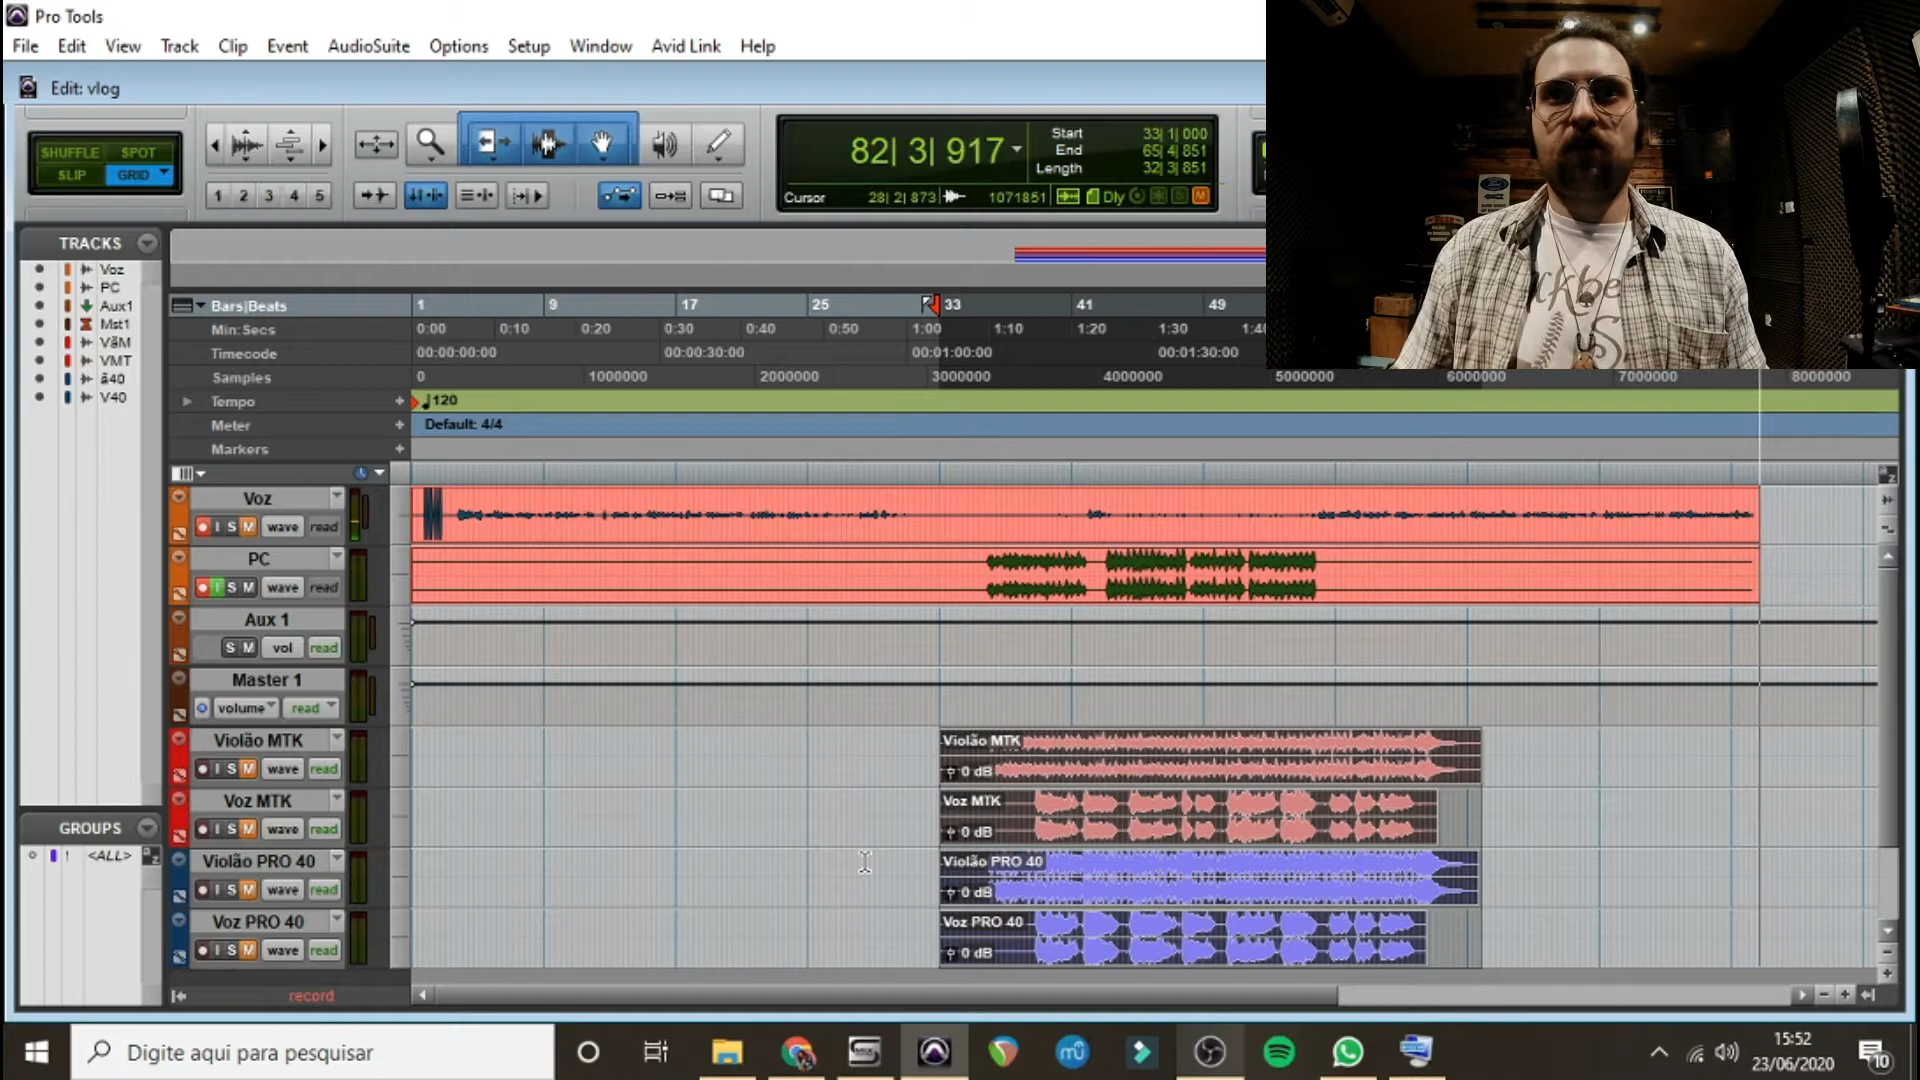 Pro Tools
File Edit View Track Clip Event AudioSuite Options Setup Window Avid Link Help
Edit: vlog
SHUFFLE SPOT
SLIP GRID
1 2 3 4 5
82| 3| 917
Start 33| 1| 000
End 65| 4| 851
Length 32| 3| 851
Cursor 28| 2| 873 1071851 Dly
TRACKS
Voz
PC
Aux1
Mst1
VãM
VMT
ã40
V40
Bars|Beats 1 9 17 25 33 41 49
Min:Secs 0:00 0:10 0:20 0:30 0:40 0:50 1:00 1:10 1:20 1:30 1:40
Timecode 00:00:00:00 00:00:30:00 00:01:00:00 00:01:30:00
Samples 0 1000000 2000000 3000000 4000000 5000000 6000000 7000000 8000000
Tempo 120
Meter Default: 4/4
Markers
Voz
I S M wave read
PC
I S M wave read
Aux 1
S M vol read
Master 1
volume read
Violão MTK
I S M wave read
Violão MTK
0 dB
Voz MTK
I S M wave read
Voz MTK
0 dB
GROUPS
! <ALL>
Violão PRO 40
I S M wave read
Violão PRO 40
0 dB
Voz PRO 40
I S M wave read
Voz PRO 40
0 dB
record
Digite aqui para pesquisar
15:52
23/06/2020
10